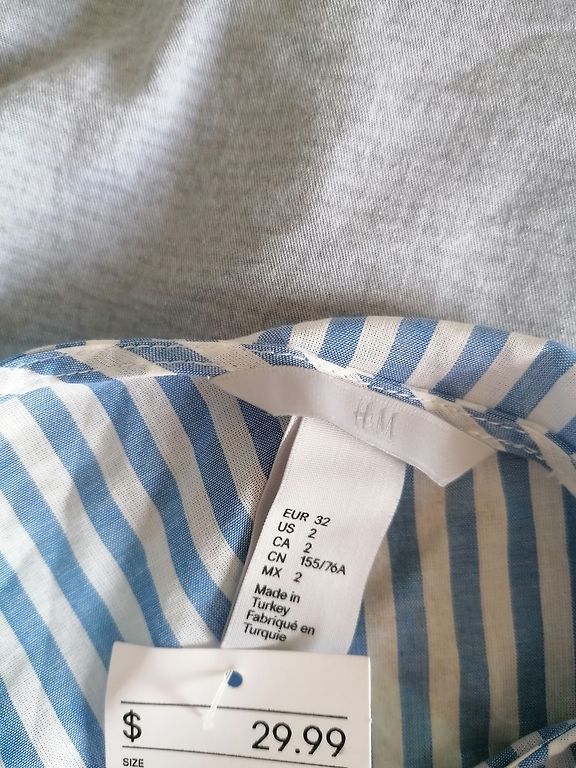 H&M
EUR 32
US 2
CA 2
CN 155/76A
MX 2
Made in
Turkey
Fabriqué en
Turquie
$ 29.99
SIZE